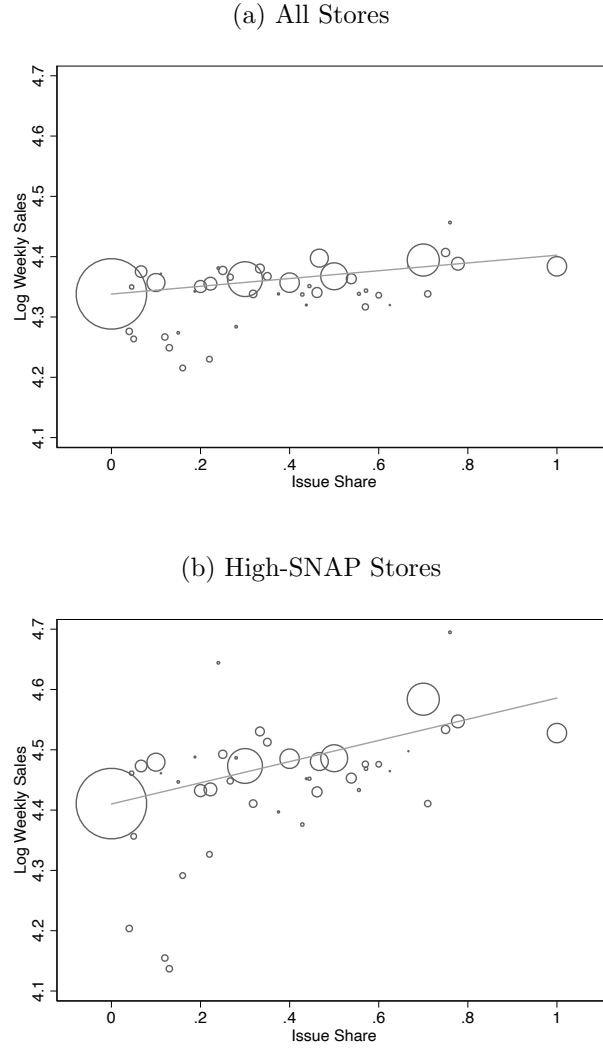 (a) All Stores
4.7
4.6
4.5
4.4
4.3
4.2
4.1
Log Weekly Sales
0 .2 .4 .6 .8 1
Issue Share
(b) High-SNAP Stores
4.7
4.6
4.5
4.4
4.3
4.2
4.1
Log Weekly Sales
0 .2 .4 .6 .8 1
Issue Share